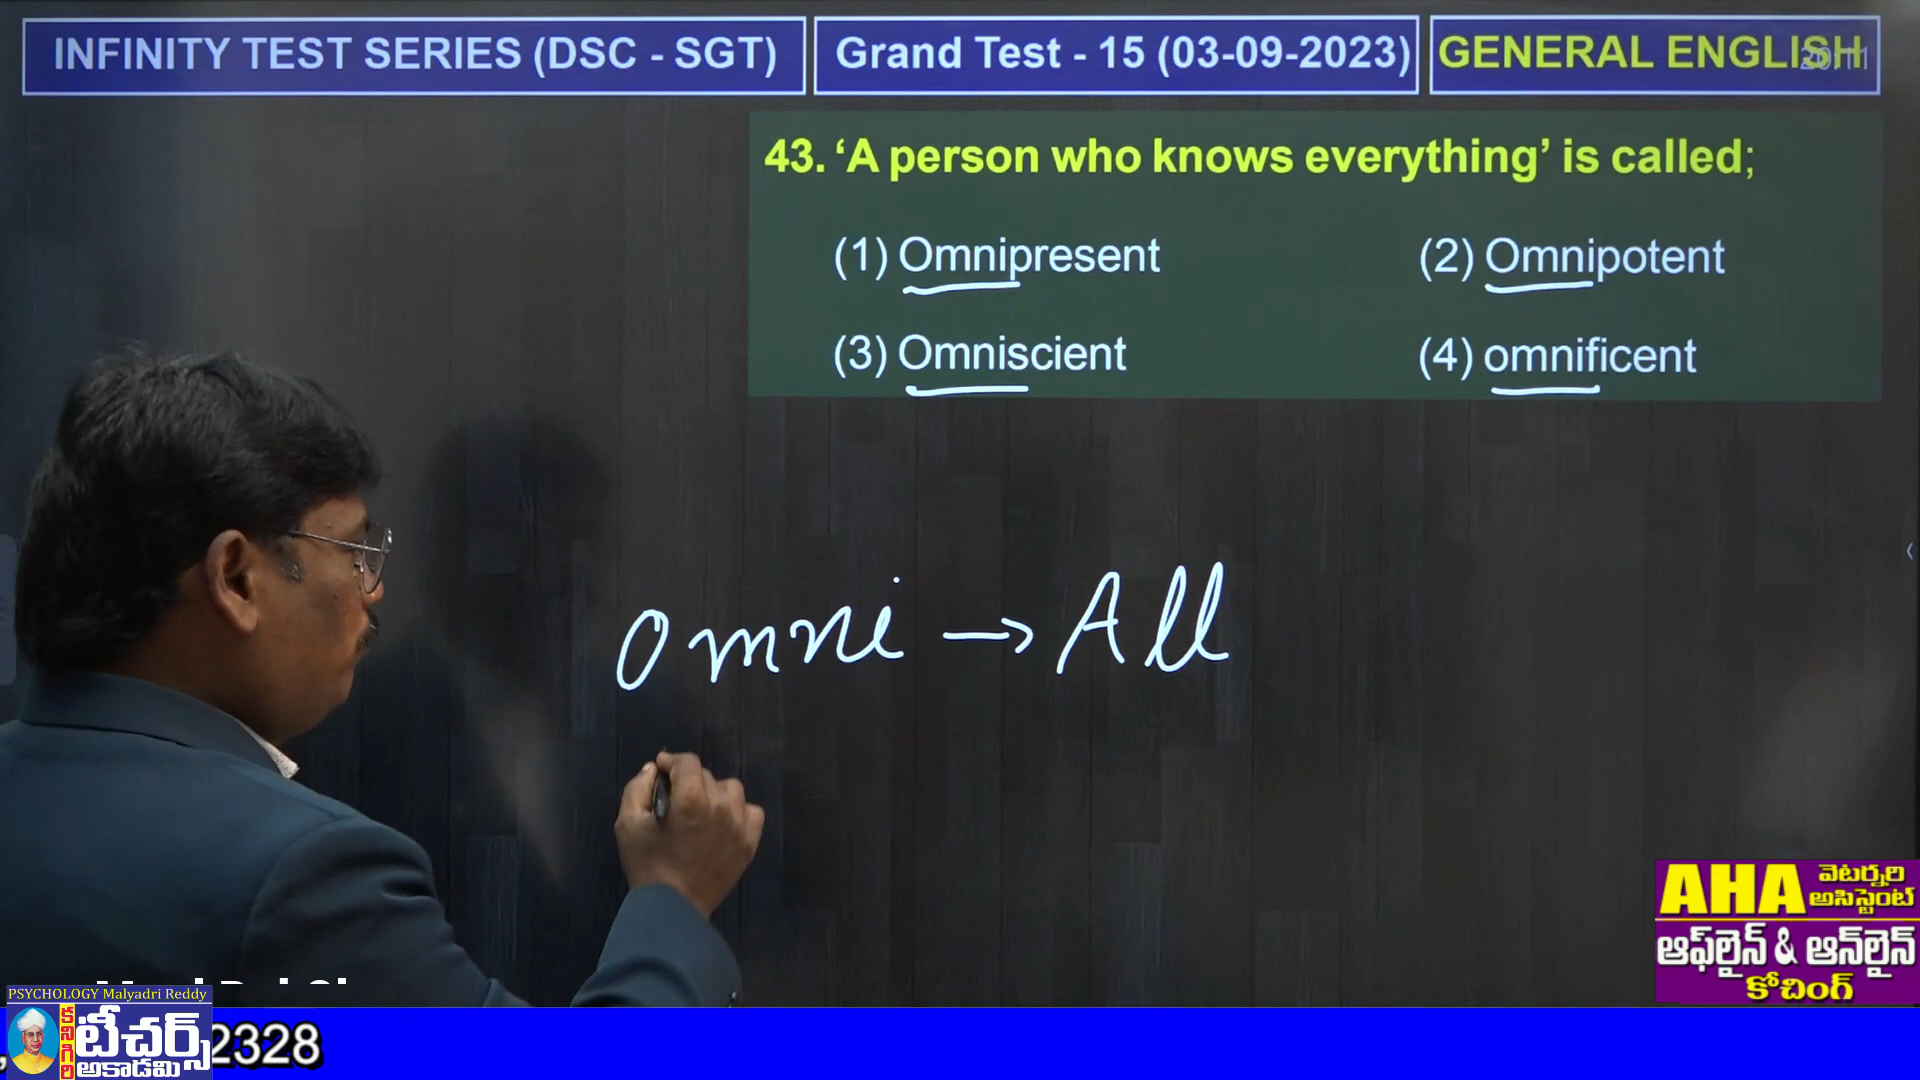 INFINITY TEST SERIES (DSC - SGT) Grand Test - 15 (03-09-2023) GENERAL ENGLISH
43. ‘A person who knows everything’ is called;
(1) Omnipresent (2) Omnipotent
(3) Omniscient (4) omnificent
omni → All
AHA వెటర్నరి
అసిస్టెంట్
ఆఫ్‌లైన్ & ఆన్‌లైన్
కోచింగ్
PSYCHOLOGY Malyadri Reddy
కనిగిరి టీచర్స్
అకాడమి
2328